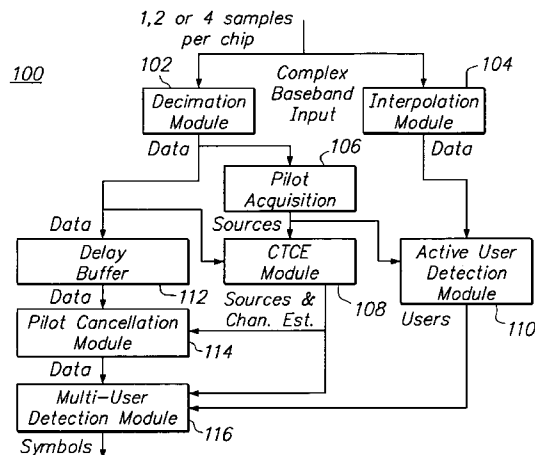 1,2 or 4 samples
per chip
100
102
104
Complex
Baseband
Input
Decimation
Module
Interpolation
Module
Data
106
Data
Pilot
Acquisition
Data
Sources
Delay
Buffer
112
CTCE
Module
108
Active User
Detection
Module
110
Data
Sources &
Chan. Est.
Users
Pilot Cancellation
Module
114
Data
Multi-User
Detection Module
116
Symbols